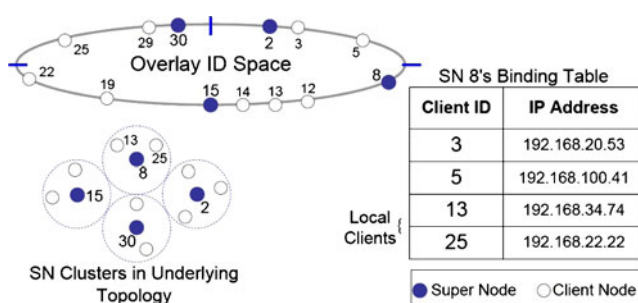 29
30
2
3
25
5
Overlay ID Space
22
8
19
15
14
13
12
SN 8's Binding Table
Client ID IP Address
3 192.168.20.53
5 192.168.100.41
13 192.168.34.74
25 192.168.22.22
Local
Clients
13
25
8
15
2
30
SN Clusters in Underlying
Topology
Super Node Client Node